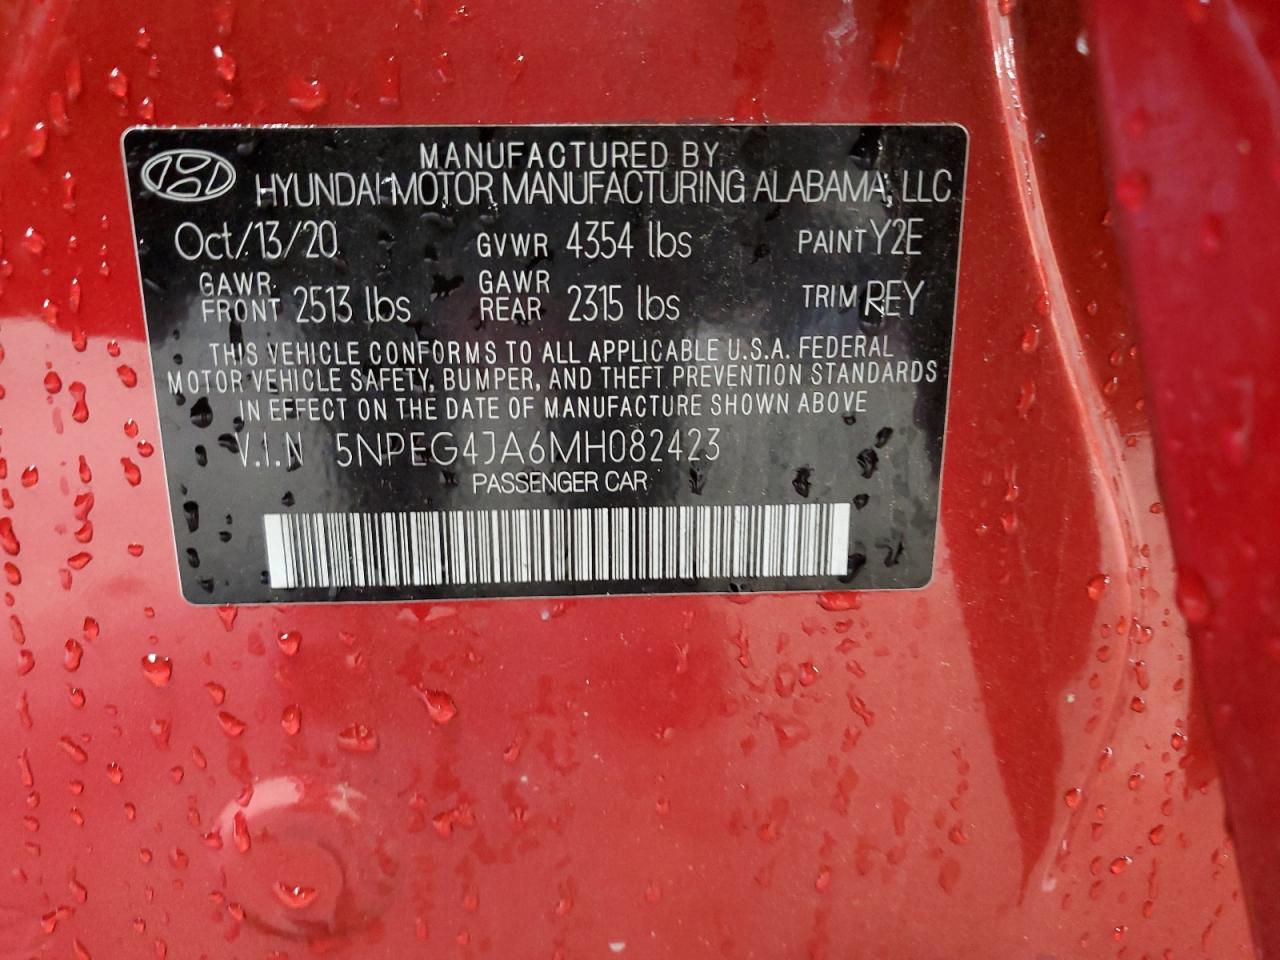 MANUFACTURED BY
HYUNDAI MOTOR MANUFACTURING ALABAMA, LLC
Oct/13/20 GVWR 4354 lbs PAINT Y2E
GAWR FRONT 2513 lbs GAWR REAR 2315 lbs TRIM REY
THIS VEHICLE CONFORMS TO ALL APPLICABLE U.S.A. FEDERAL
MOTOR VEHICLE SAFETY, BUMPER, AND THEFT PREVENTION STANDARDS
IN EFFECT ON THE DATE OF MANUFACTURE SHOWN ABOVE
V.I.N 5NPEG4JA6MH082423
PASSENGER CAR